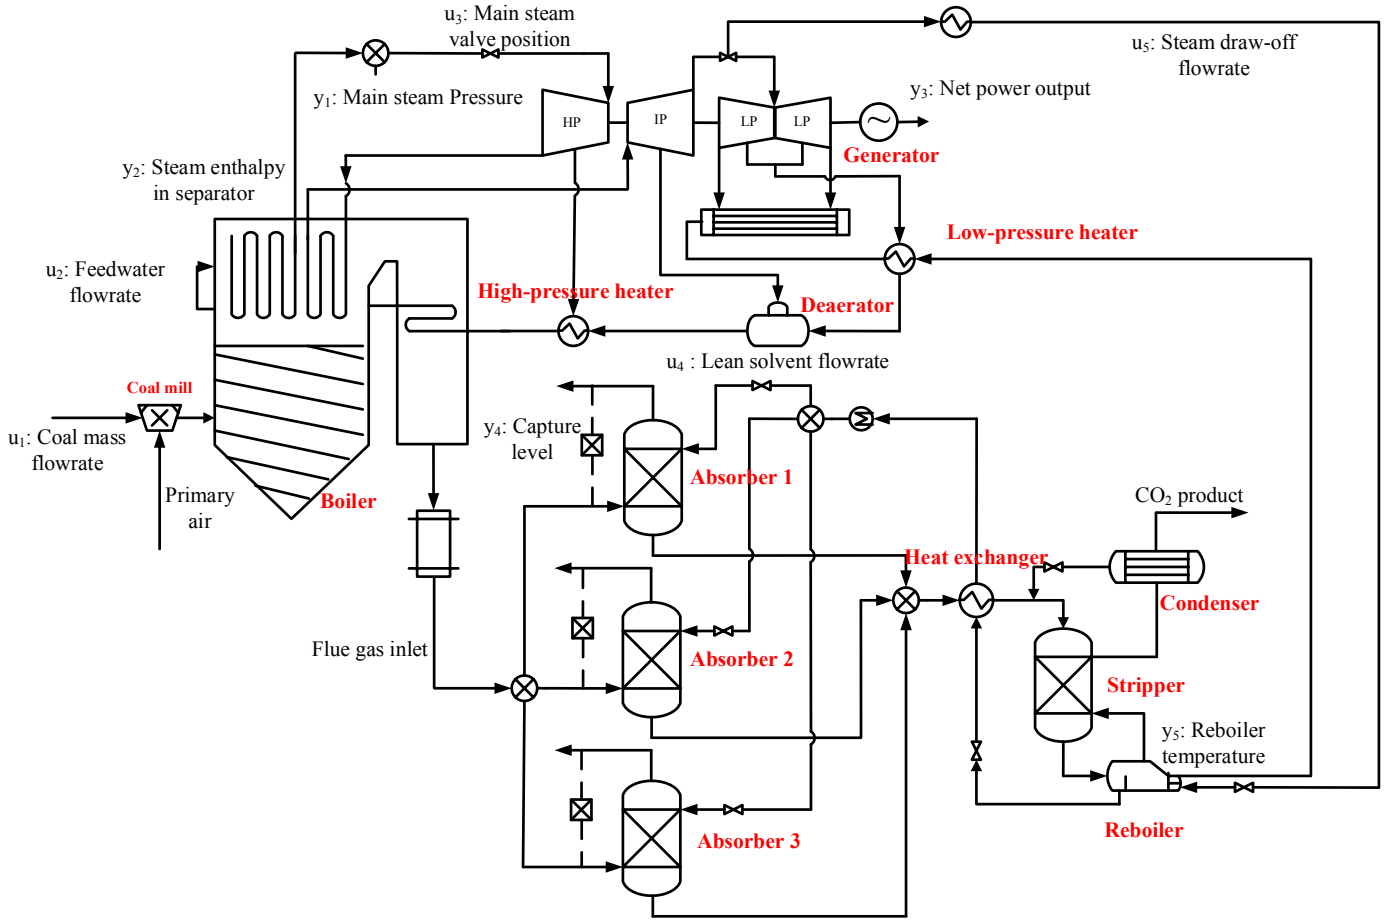 u3: Main steam
valve position
u5: Steam draw-off
flowrate
y1: Main steam Pressure
y3: Net power output
HP
IP
LP
LP
Generator
y2: Steam enthalpy
in separator
Low-pressure heater
u2: Feedwater
flowrate
High-pressure heater
Deaerator
u4 : Lean solvent flowrate
Coal mill
u1: Coal mass
flowrate
y4: Capture
level
Absorber 1
Boiler
Primary
air
CO2 product
Heat exchanger
Condenser
Flue gas inlet
Absorber 2
Stripper
y5: Reboiler
temperature
Absorber 3
Reboiler